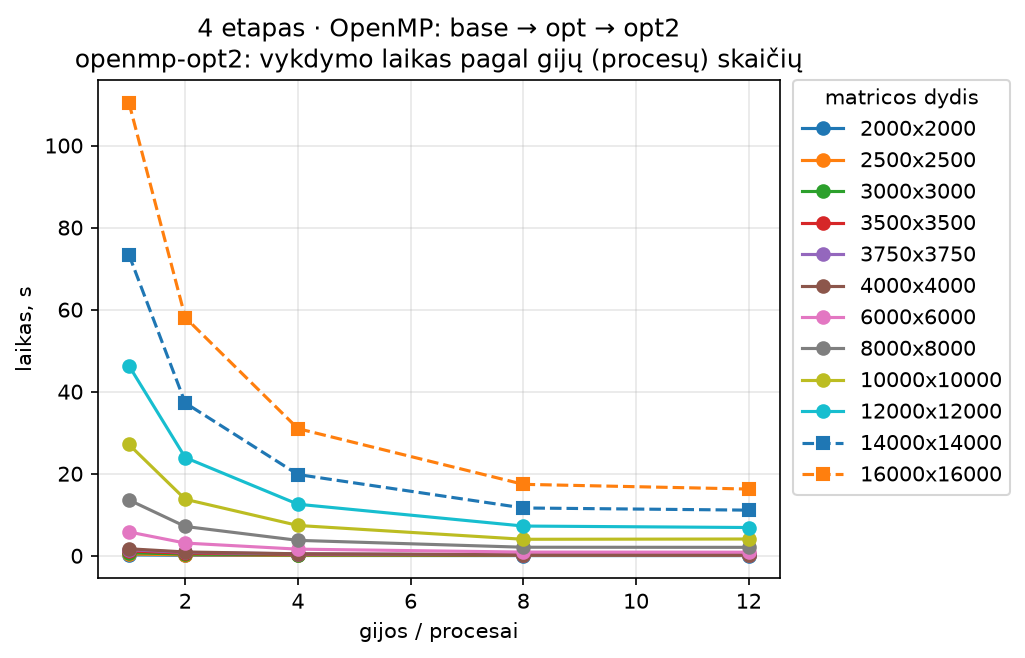 4 etapas · OpenMP: base → opt → opt2
openmp-opt2: vykdymo laikas pagal gijų (procesų) skaičių
laikas, s
100
80
60
40
20
0
2
4
6
8
10
12
gijos / procesai
matricos dydis
2000x2000
2500x2500
3000x3000
3500x3500
3750x3750
4000x4000
6000x6000
8000x8000
10000x10000
12000x12000
14000x14000
16000x16000